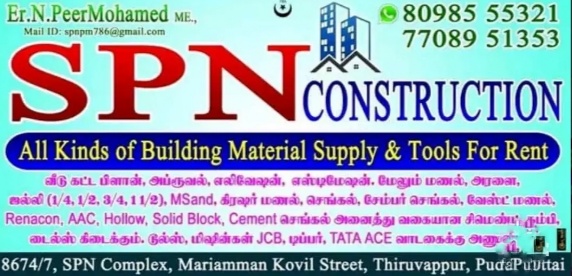 Er.N.PeerMohamed ME.,
Mail ID: spnpm786@gmail.com
80985 55321
77089 51353
SPN CONSTRUCTION
All Kinds of Building Material Supply & Tools For Rent
வீடு கட்ட பிளான், அப்ரூவல், எலிவேஷன், எஸ்டிமேஷன். மேலும் மணல், அரளை,
ஜல்லி (1/4, 1/2, 3/4, 11/2), MSand, கிரஷர் மணல், செங்கல், சேம்பர் செங்கல், வேஸ்ட் மணல்,
Renacon, AAC, Hollow, Solid Block, Cement செங்கல் அனைத்து வகையான சிமெண்ட், கம்பி,
டைல்ஸ் கிடைக்கும். டூல்ஸ், மிஷின்கள் JCB, டிப்பர், TATA ACE வாடகைக்கு
8674/7, SPN Complex, Mariamman Kovil Street, Thiruvappur, Pudukottai